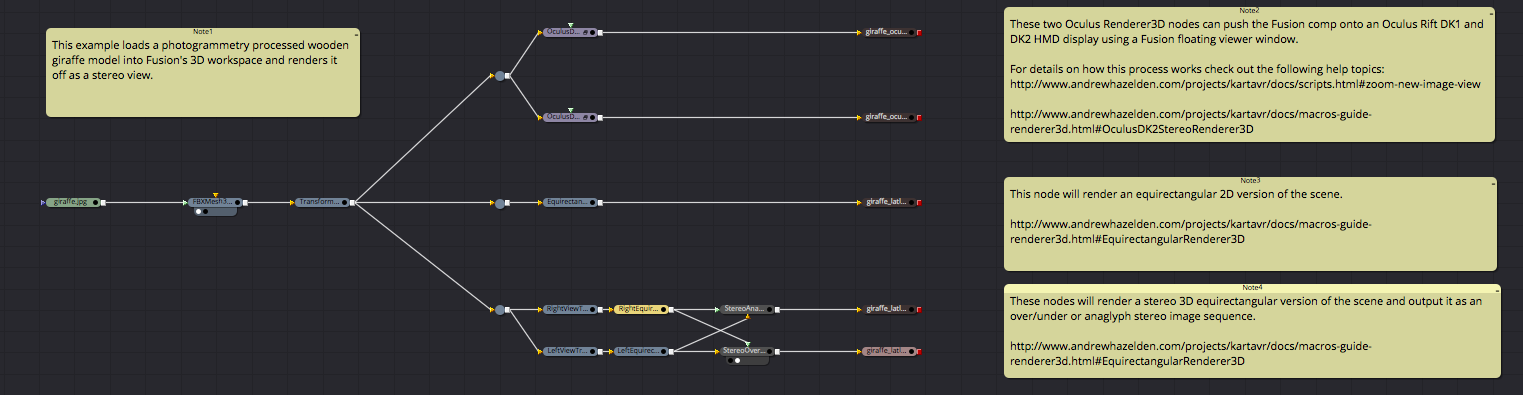 Note1
This example loads a photogrammetry processed wooden
giraffe model into Fusion's 3D workspace and renders it
off as a stereo view.
OculusD...
giraffe_ocu...
OculusD...
giraffe_ocu...
giraffe.jpg
FBXMesh3...
Transform...
Equirectan...
giraffe_latl...
RightViewT...
RightEquir...
StereoAna...
giraffe_latl...
LeftViewTr...
LeftEquirec...
StereoOver...
giraffe_latl...
Note2
These two Oculus Renderer3D nodes can push the Fusion comp onto an Oculus Rift DK1 and
DK2 HMD display using a Fusion floating viewer window.
For details on how this process works check out the following help topics:
http://www.andrewhazelden.com/projects/kartavr/docs/scripts.html#zoom-new-image-view
http://www.andrewhazelden.com/projects/kartavr/docs/macros-guide-
renderer3d.html#OculusDK2StereoRenderer3D
Note3
This node will render an equirectangular 2D version of the scene.
http://www.andrewhazelden.com/projects/kartavr/docs/macros-guide-
renderer3d.html#EquirectangularRenderer3D
Note4
These nodes will render a stereo 3D equirectangular version of the scene and output it as an
over/under or anaglyph stereo image sequence.
http://www.andrewhazelden.com/projects/kartavr/docs/macros-guide-
renderer3d.html#EquirectangularRenderer3D